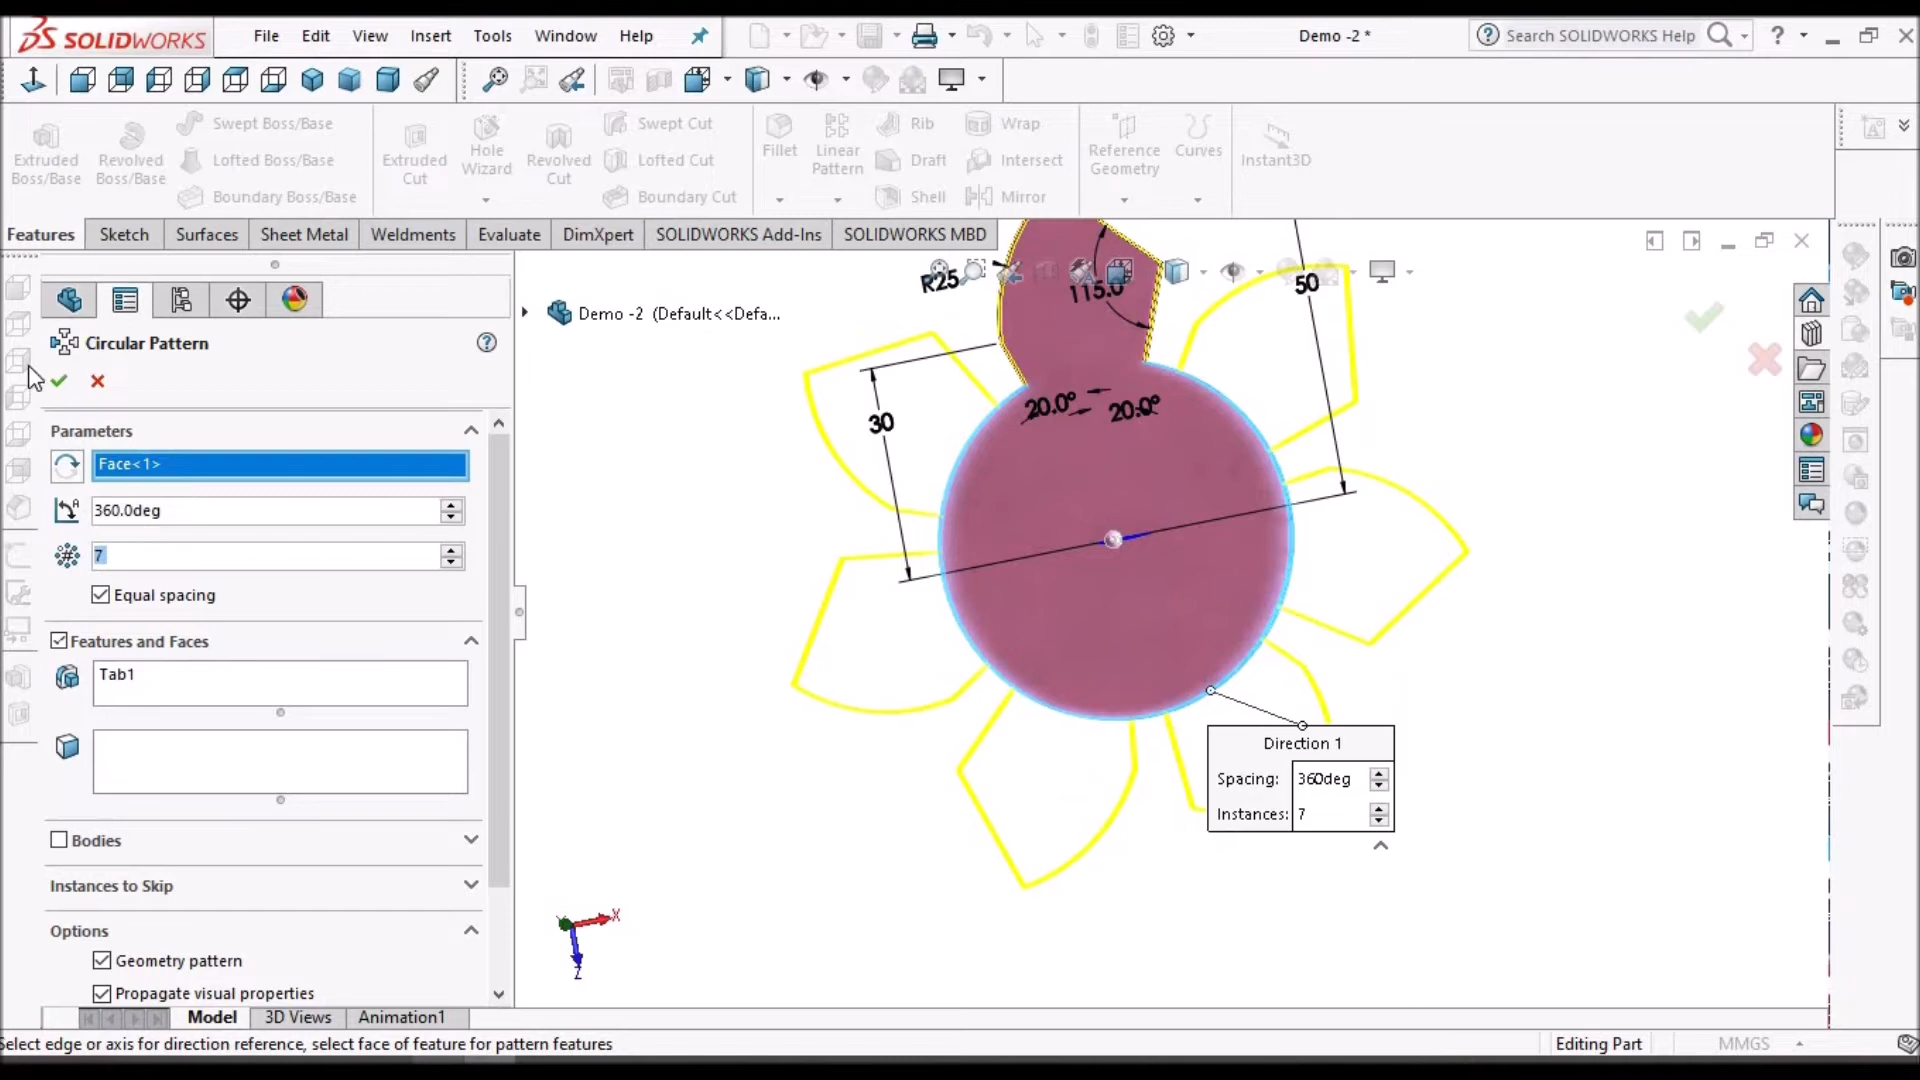 SOLIDWORKS
File Edit View Insert Tools Window Help
Demo -2 *
Search SOLIDWORKS Help
?
Extruded Boss/Base
Revolved Boss/Base
Swept Boss/Base
Lofted Boss/Base
Boundary Boss/Base
Extruded Cut
Hole Wizard
Revolved Cut
Swept Cut
Lofted Cut
Boundary Cut
Fillet
Linear Pattern
Rib
Draft
Shell
Wrap
Intersect
Mirror
Reference Geometry
Curves
Instant3D
Features Sketch Surfaces Sheet Metal Weldments Evaluate DimXpert SOLIDWORKS Add-Ins SOLIDWORKS MBD
Demo -2 (Default<<Defa...
Circular Pattern
?
Parameters
Face<1>
360.0deg
7
Equal spacing
Features and Faces
Tab1
Bodies
Instances to Skip
Options
Geometry pattern
Propagate visual properties
R25
115.0
50
30
20.0°
20.0°
Direction 1
Spacing: 360deg
Instances: 7
X
Z
Model 3D Views Animation1
Select edge or axis for direction reference, select face of feature for pattern features
Editing Part
MMGS